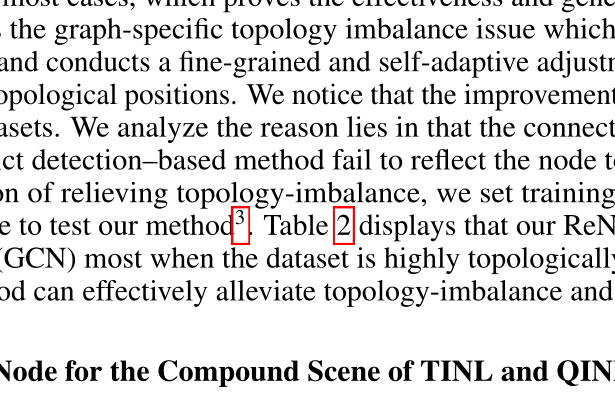 most cases, which proves the effectiveness and gene
the graph-specific topology imbalance issue which
and conducts a fine-grained and self-adaptive adjustm
opological positions. We notice that the improvement
asets. We analyze the reason lies in that the connect
ict detection–based method fail to reflect the node to
on of relieving topology-imbalance, we set training
e to test our method3. Table 2 displays that our ReN
(GCN) most when the dataset is highly topologically
od can effectively alleviate topology-imbalance and
Node for the Compound Scene of TINL and QINL